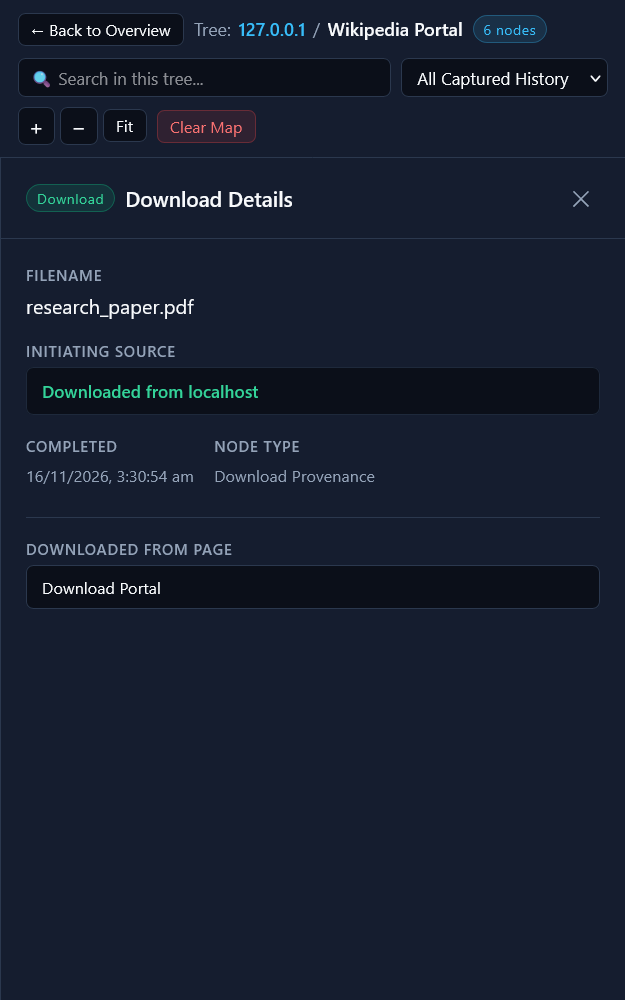 ← Back to Overview Tree: 127.0.0.1 / Wikipedia Portal 6 nodes
Search in this tree... All Captured History
+ − Fit Clear Map
Download Download Details
FILENAME
research_paper.pdf
INITIATING SOURCE
Downloaded from localhost
COMPLETED NODE TYPE
16/11/2026, 3:30:54 am Download Provenance
DOWNLOADED FROM PAGE
Download Portal